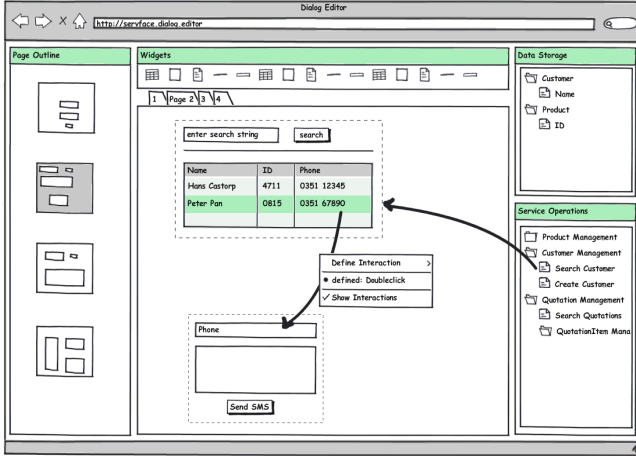 Dialog Editor
http://servface.dialog.editor
Page Outline
Widgets
1 Page 2 3 4
enter search string search
Name ID Phone
Hans Castorp 4711 0351 12345
Peter Pan 0815 0351 67890
Define Interaction >
defined: Doubleclick
Show Interactions
Phone
Send SMS
Data Storage
Customer
Name
Product
ID
Service Operations
Product Management
Customer Management
Search Customer
Create Customer
Quotation Management
Search Quotations
QuotationItem Mana